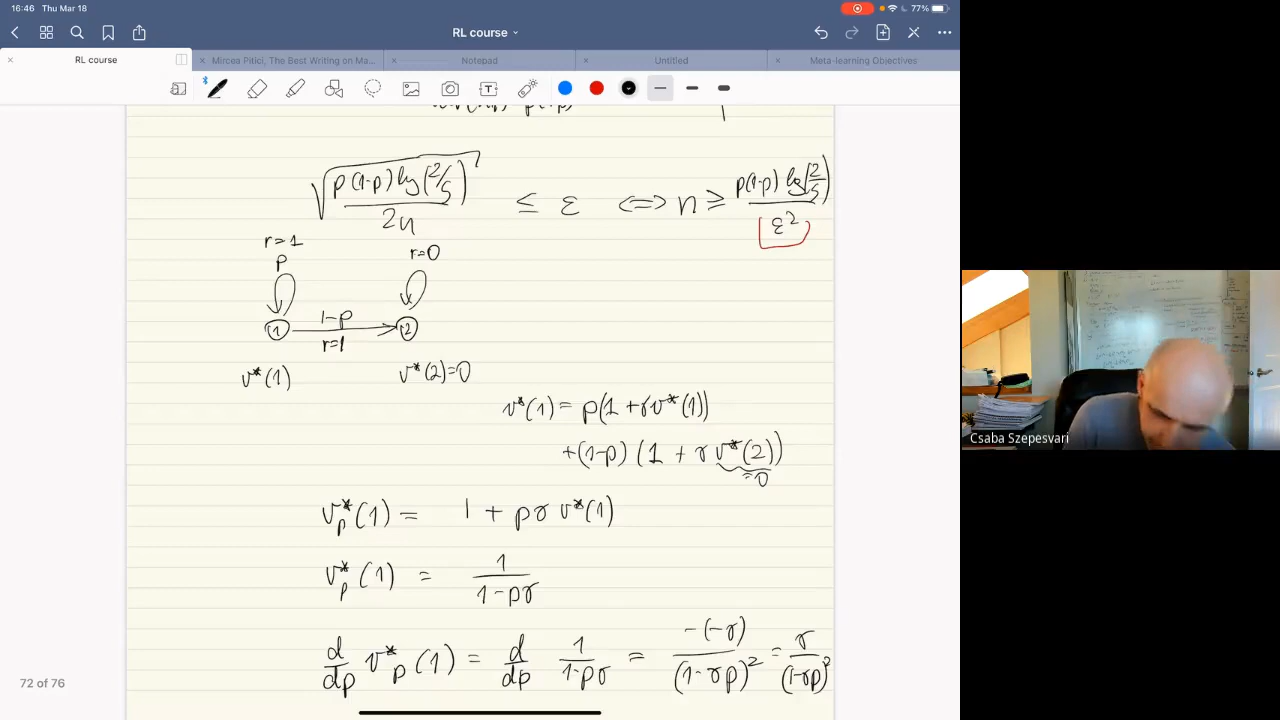 16:46 Thu Mar 18
77%
RL course
RL course
Mircea Pitici, The Best Writing on Ma...
Notepad
Untitled
Meta-learning Objectives
√(p(1-p) log(2/δ) / 2n) ≤ ε ⟺ n ≥ p(1-p) log(2/δ) / ε²
r=1
p
r=0
1
1-p
2
r=1
v*(1)
v*(2)=0
v*(1) = p(1 + γv*(1))
+(1-p) (1 + γ v*(2))
=0
v*_p(1) = 1 + pγ v*(1)
v*_p(1) = 1 / (1-pγ)
d/dp v*_p(1) = d/dp 1/(1-pγ) = -(-γ)/(1-γp)² = γ/(1-γp)²
72 of 76
Csaba Szepesvari